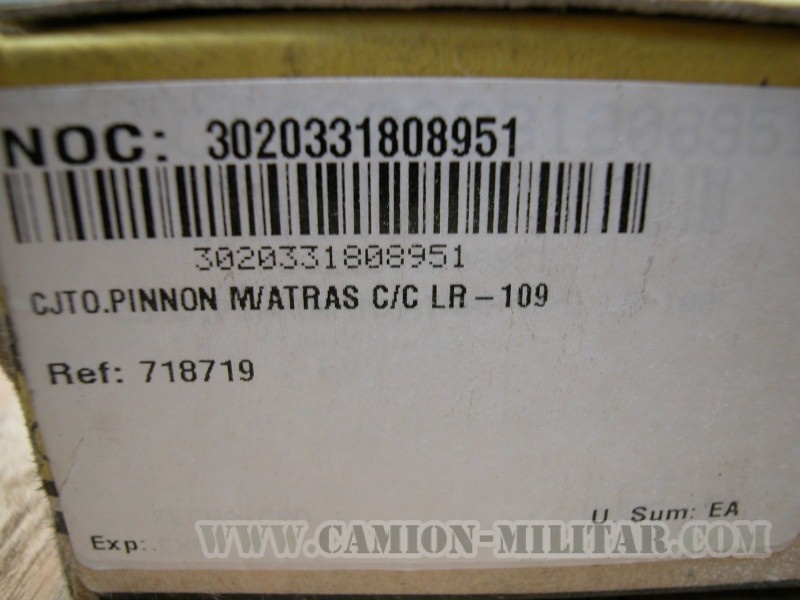 NOC: 3020331808951
3020331808951
CJTO.PINNON M/ATRAS C/C LR-109
Ref: 718719
U. Sum: EA
Exp:
WWW.CAMION-MILITAR.COM